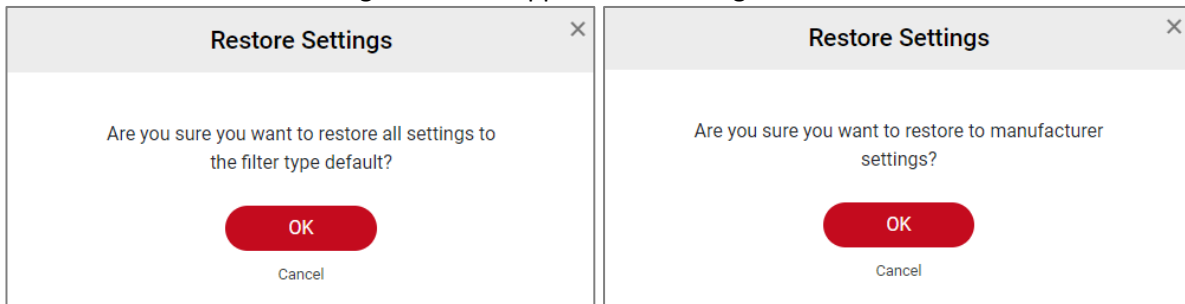 Restore Settings
Are you sure you want to restore all settings to
the filter type default?
OK
Cancel
Restore Settings
Are you sure you want to restore to manufacturer
settings?
OK
Cancel